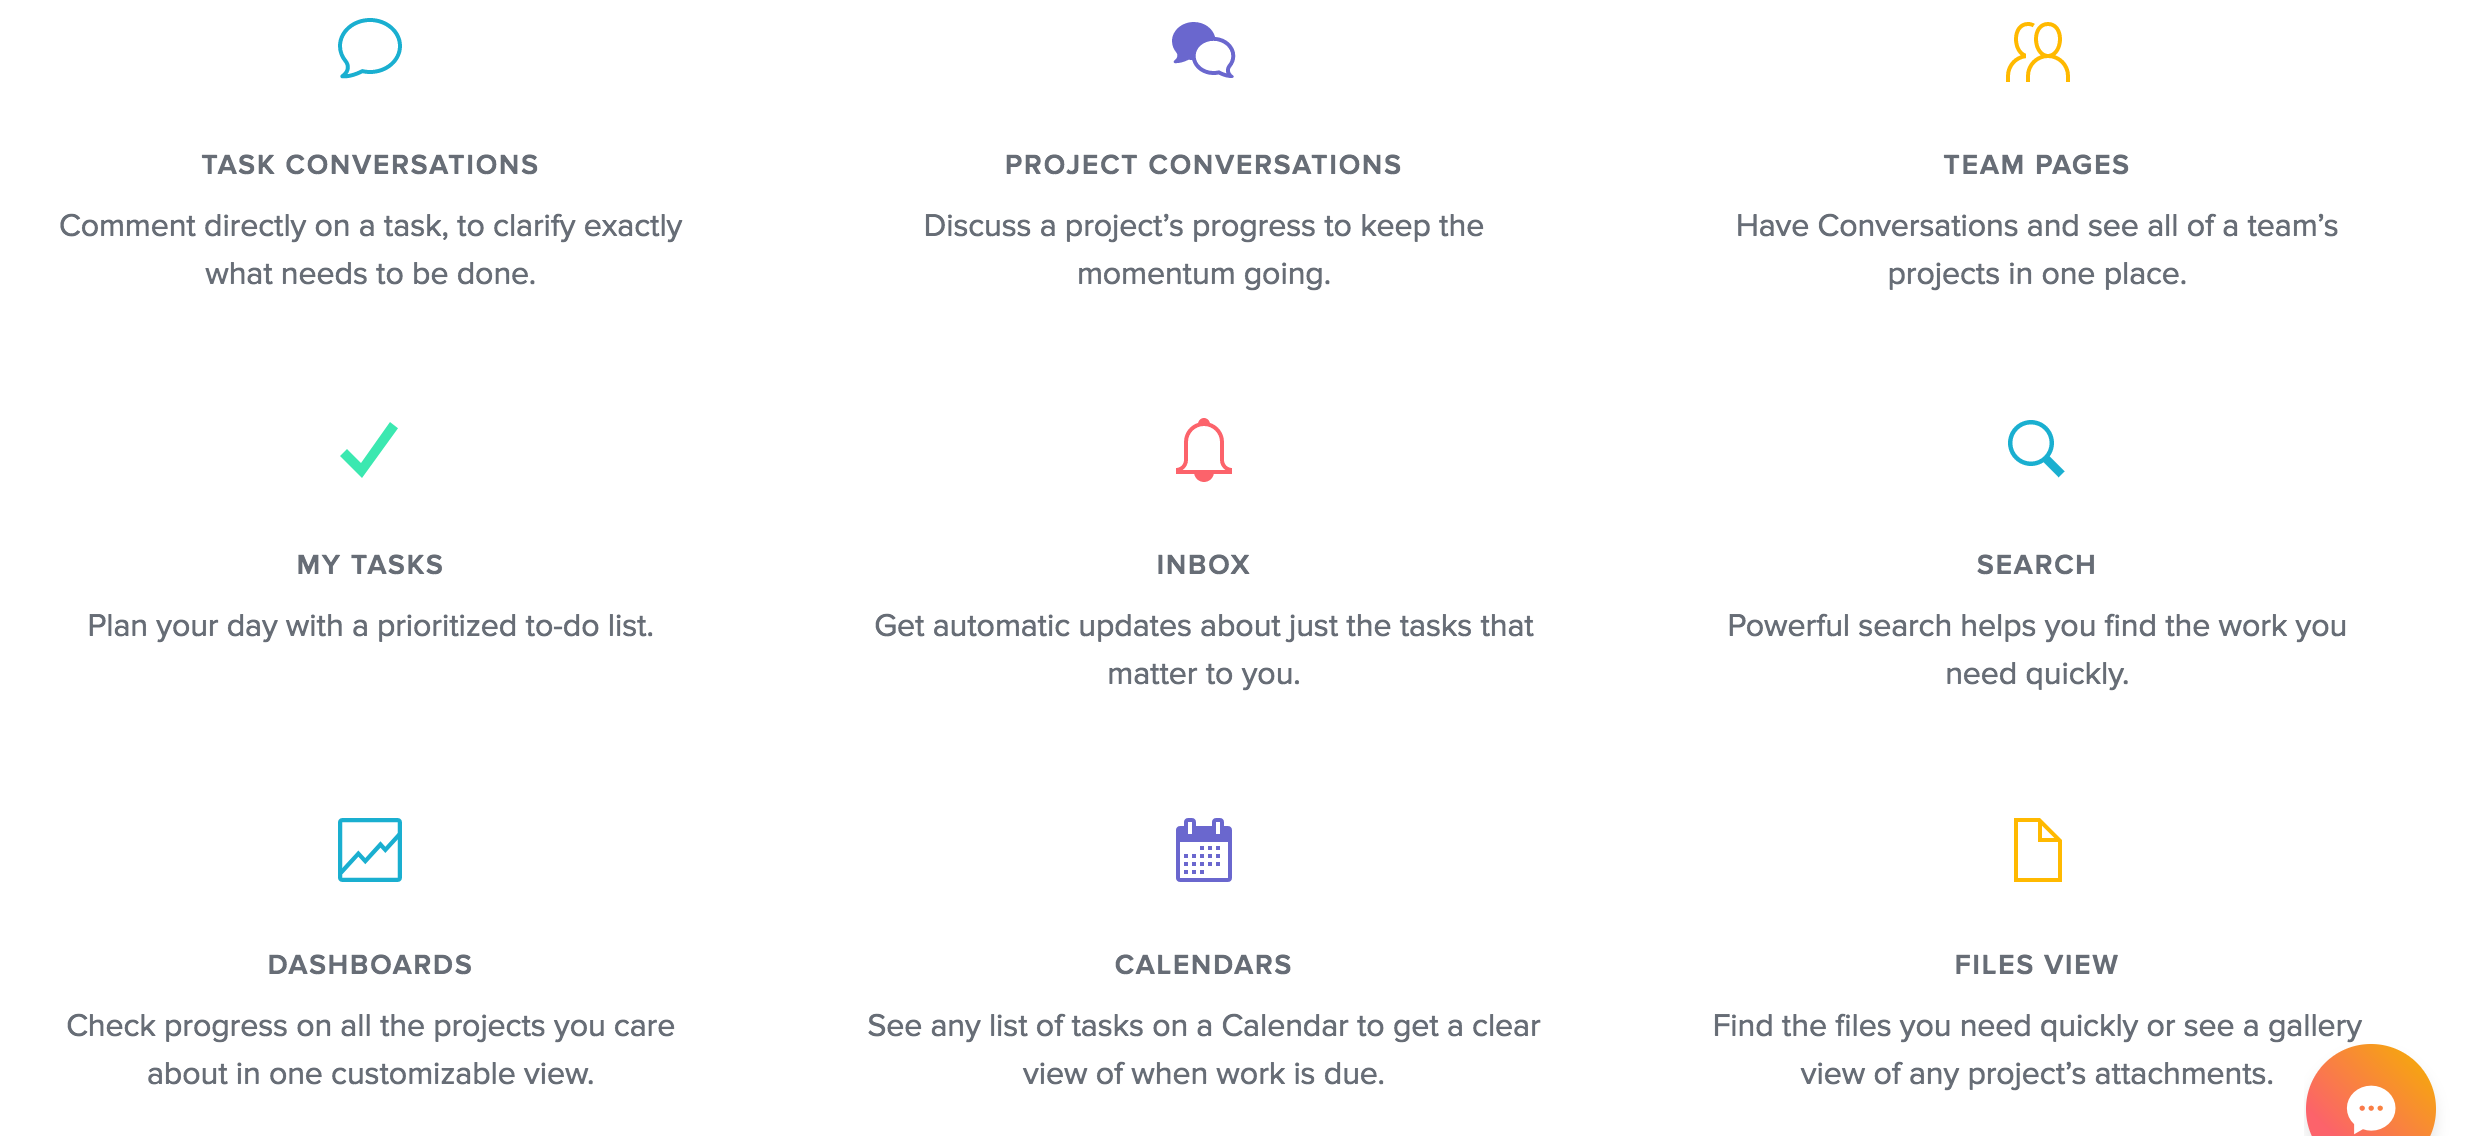 TASK CONVERSATIONS
Comment directly on a task, to clarify exactly
what needs to be done.
PROJECT CONVERSATIONS
Discuss a project’s progress to keep the
momentum going.
TEAM PAGES
Have Conversations and see all of a team’s
projects in one place.
MY TASKS
Plan your day with a prioritized to-do list.
INBOX
Get automatic updates about just the tasks that
matter to you.
SEARCH
Powerful search helps you find the work you
need quickly.
DASHBOARDS
Check progress on all the projects you care
about in one customizable view.
CALENDARS
See any list of tasks on a Calendar to get a clear
view of when work is due.
FILES VIEW
Find the files you need quickly or see a gallery
view of any project’s attachments.